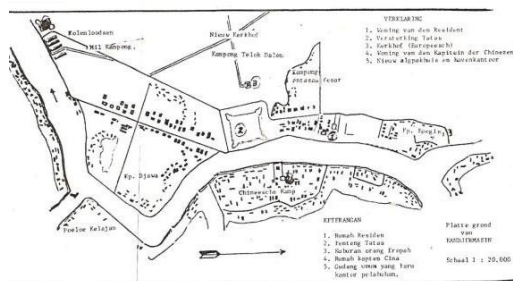 VERKLARING
1. Woning van den Resident
2. Versterking Tatas
3. Kerkhof (Europeesch)
4. Woning van den Kapitein der Chinezen
5. Nieuw algpakhuis en havenkantoor
Kolenloodsen
Mil Kampong
Nieuw Kerkhof
Kampong Telok Dalem
Kampong
Kp. Djawa
Chineesche Kamp
Poeloe Kelajan
KETERANGAN
1. Rumah Residen
2. Benteng Tatas
3. Kuburan orang Eropah
4. Rumah kapten Cina
5. Gudang umum yang baru
kantor pelabuhan.
Platte grond
van
BANDJERMASIN
Schaal 1 : 20.000